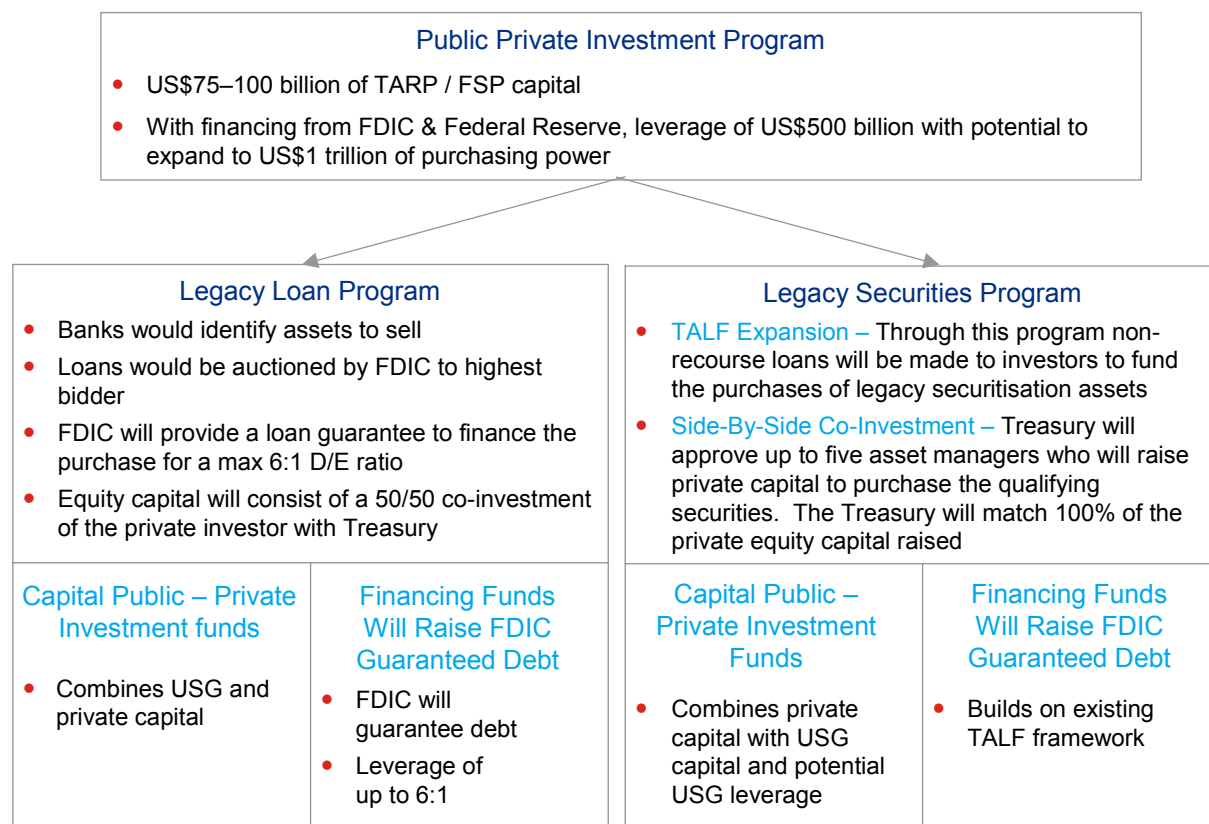 Public Private Investment Program
• US$75–100 billion of TARP / FSP capital
• With financing from FDIC & Federal Reserve, leverage of US$500 billion with potential to
expand to US$1 trillion of purchasing power
Legacy Loan Program
• Banks would identify assets to sell
• Loans would be auctioned by FDIC to highest
bidder
• FDIC will provide a loan guarantee to finance the
purchase for a max 6:1 D/E ratio
• Equity capital will consist of a 50/50 co-investment
of the private investor with Treasury
Capital Public – Private
Investment funds
• Combines USG and
private capital
Financing Funds
Will Raise FDIC
Guaranteed Debt
• FDIC will
guarantee debt
• Leverage of
up to 6:1
Legacy Securities Program
• TALF Expansion – Through this program non-
recourse loans will be made to investors to fund
the purchases of legacy securitisation assets
• Side-By-Side Co-Investment – Treasury will
approve up to five asset managers who will raise
private capital to purchase the qualifying
securities. The Treasury will match 100% of the
private equity capital raised
Capital Public –
Private Investment
Funds
• Combines private
capital with USG
capital and potential
USG leverage
Financing Funds
Will Raise FDIC
Guaranteed Debt
• Builds on existing
TALF framework